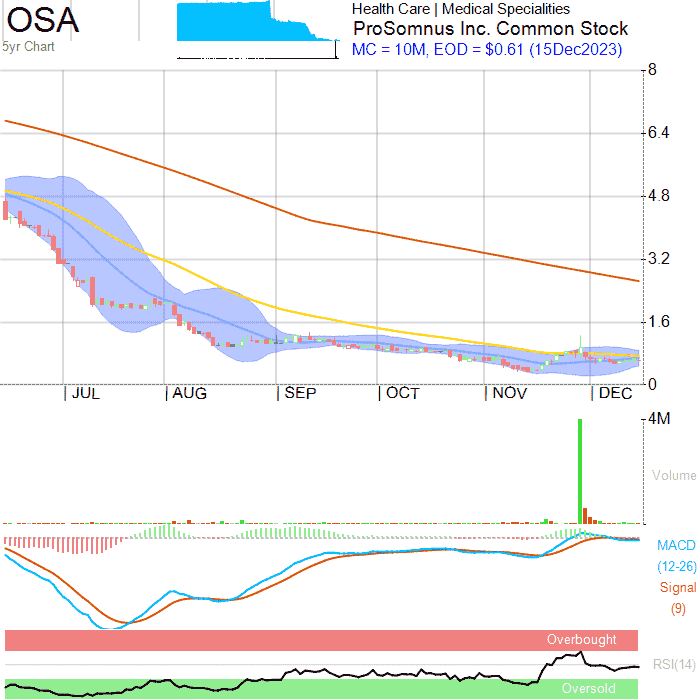 OSA
5yr Chart
Health Care | Medical Specialities
ProSomnus Inc. Common Stock
MC = 10M, EOD = $0.61 (15Dec2023)
8
6.4
4.8
3.2
1.6
0
JUL AUG SEP OCT NOV DEC
4M
Volume
MACD
(12-26)
Signal
(9)
Overbought
RSI(14)
Oversold